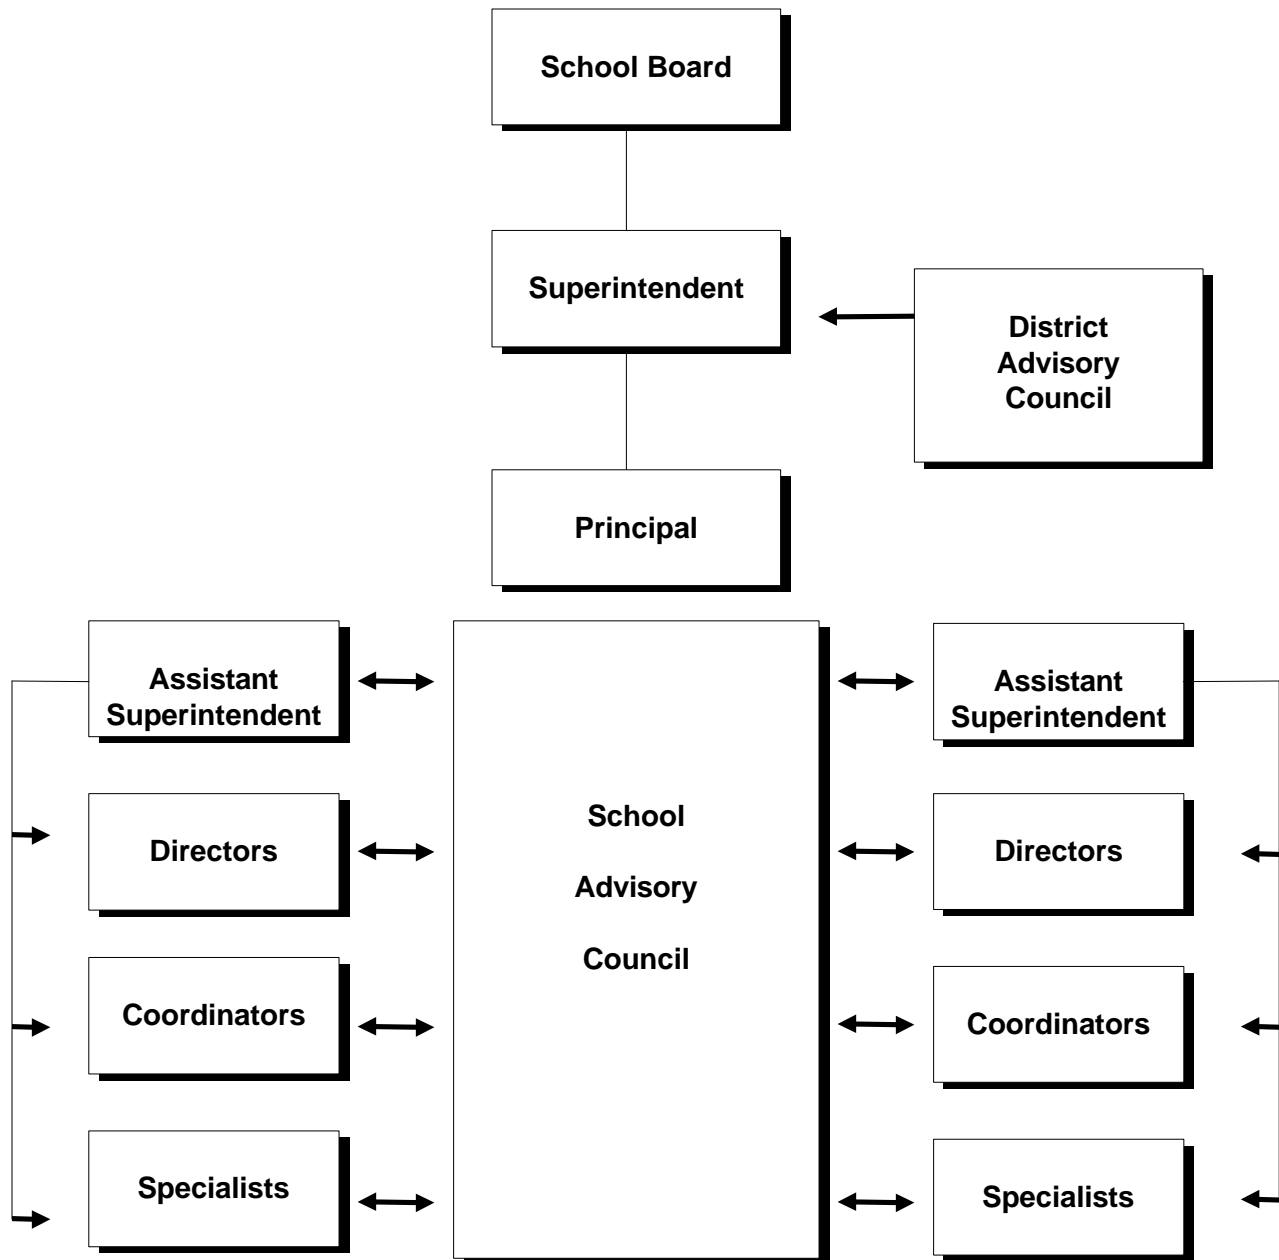 School Board
Superintendent
District
Advisory
Council
Principal
Assistant
Superintendent
Directors
Coordinators
Specialists
School
Advisory
Council
Assistant
Superintendent
Directors
Coordinators
Specialists